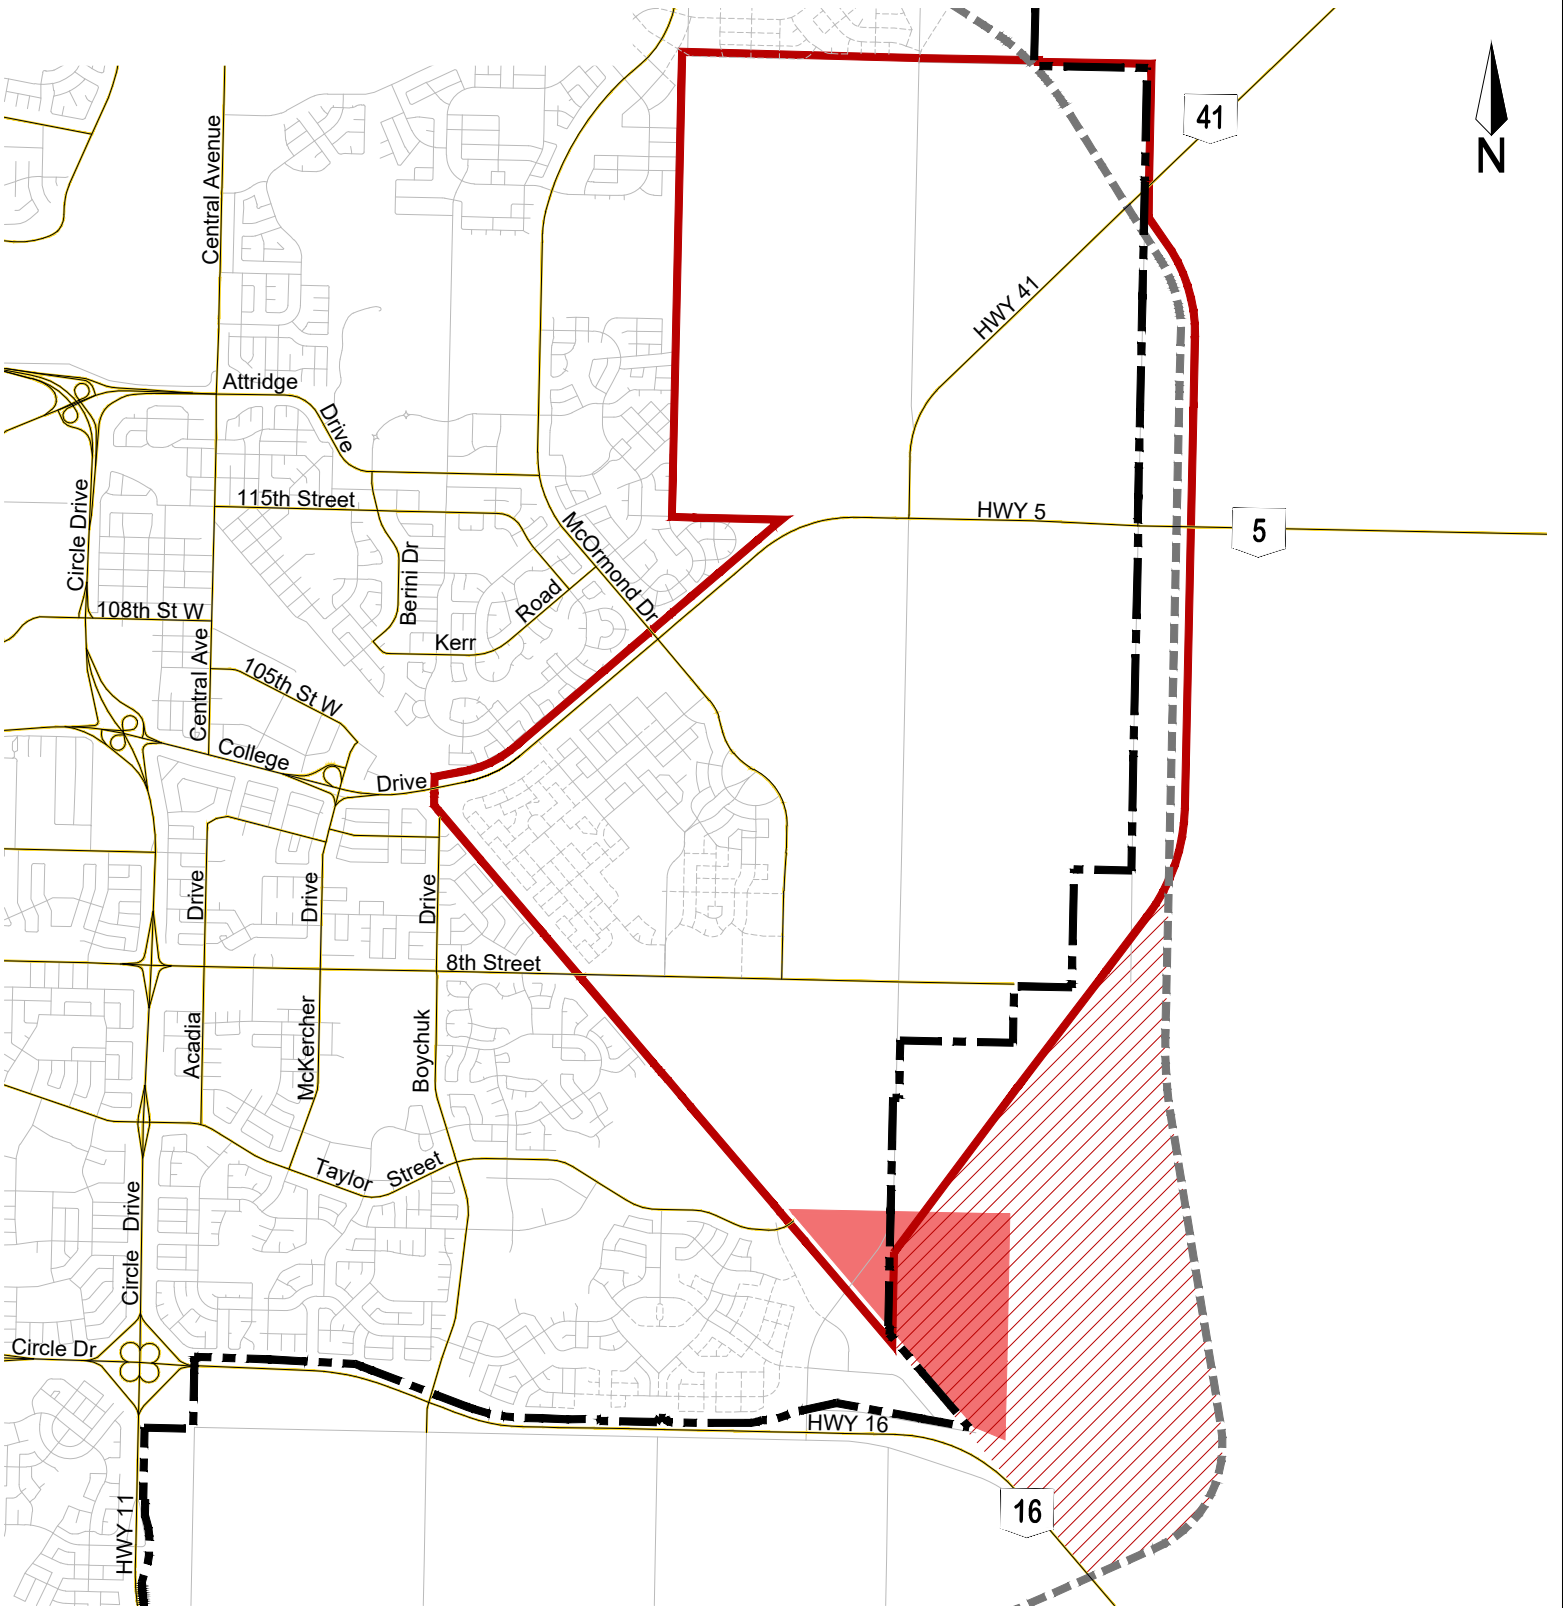 41
N
Central Avenue
HWY 41
Attridge
Drive
115th Street
HWY 5
5
Circle Drive
McOrmond Dr
Berini Dr
Road
108th St W
Kerr
Central Ave
105th St W
College
Drive
Drive
Drive
Drive
8th Street
Acadia
McKercher
Boychuk
Taylor
Street
Circle Drive
Circle Dr
HWY 16
16
HWY 11